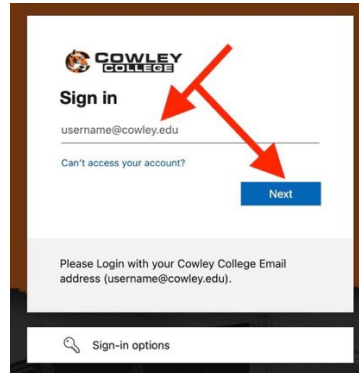 COWLEY
COLLEGE
Sign in
username@cowley.edu
Can't access your account?
Next
Please Login with your Cowley College Email
address (username@cowley.edu).
Sign-in options